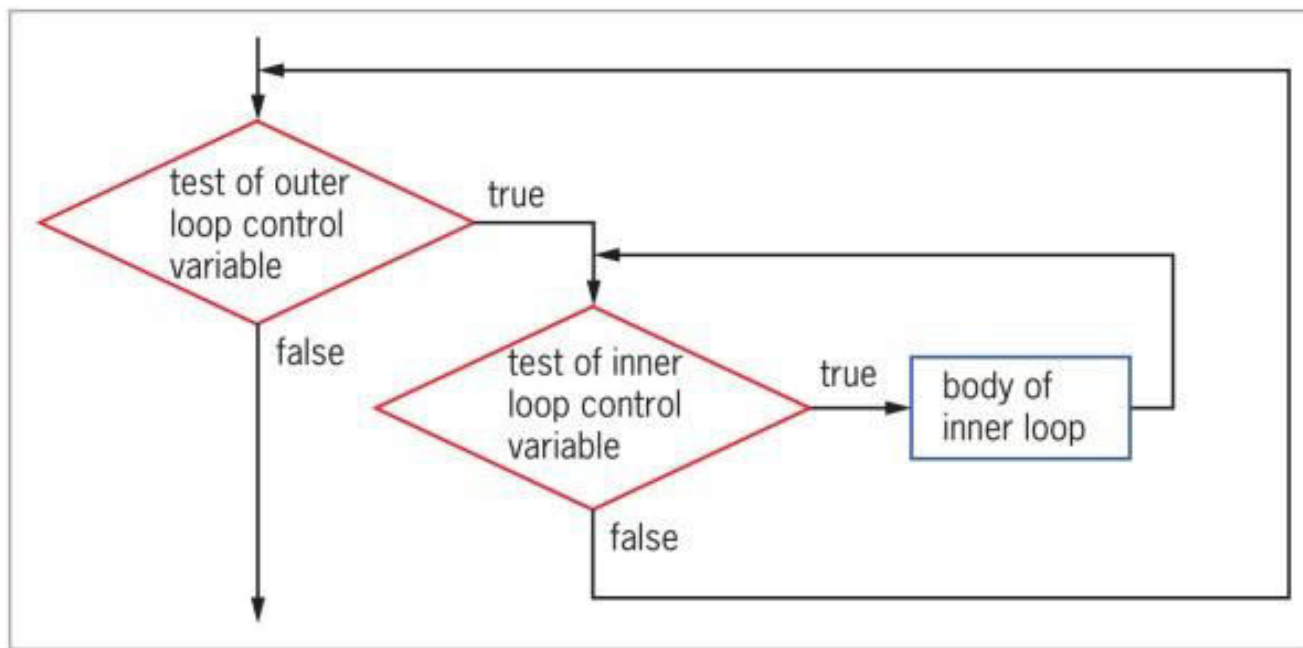 test of outer
loop control
variable
true
false
test of inner
loop control
variable
true
body of
inner loop
false